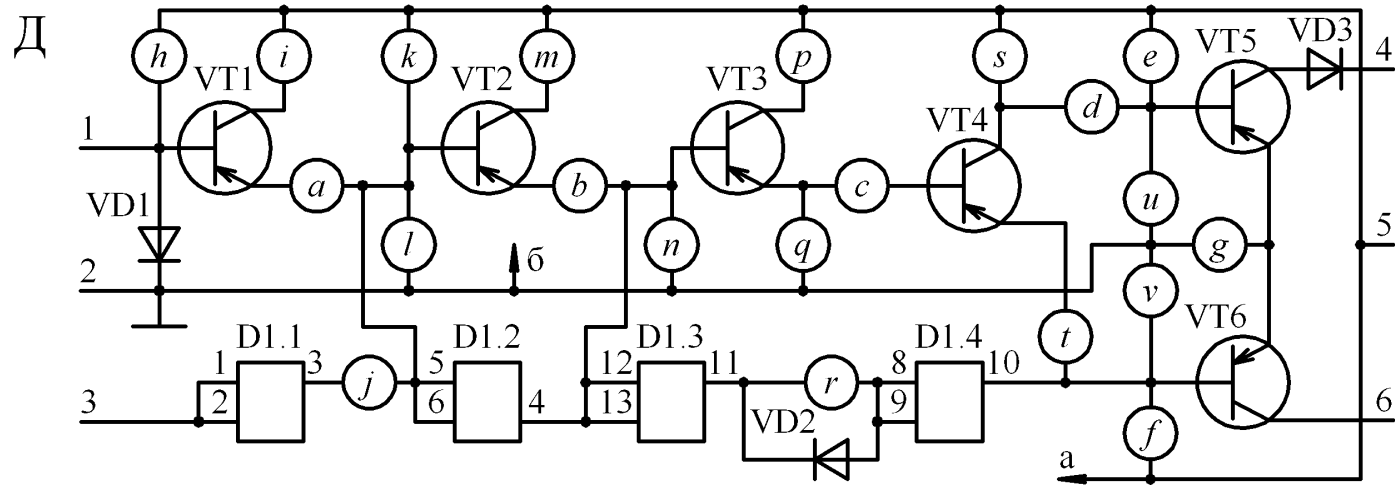 Д
h i k m p s e VT5 VD3 4
VT1 VT2 VT3 VT4 d
1
a b c u
VD1 l б n q g 5
2 v
D1.1 D1.2 D1.3 D1.4 t VT6
1 3 j 5 12 11 r 8 10
3 2 6 4 13 9 6
VD2 f
а